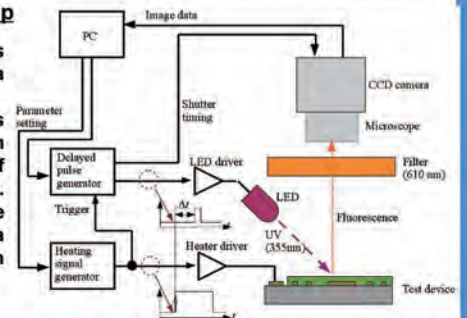 Image data
PC
CCD camera
Shutter
timing
Parameter
setting
Microscope
Delayed
pulse
generator
LED driver
Filter
(610 nm)
LED
Δt
t
Trigger
Fluorescence
UV
(355nm)
Heating
signal
generator
Heater driver
t
Test device